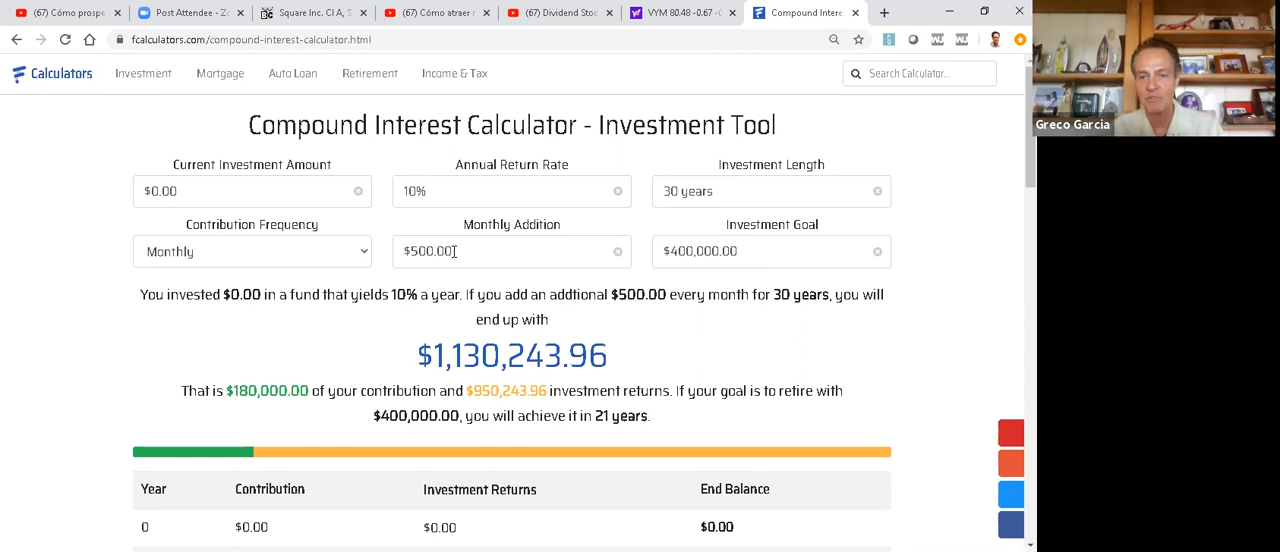 (67) Cómo prospe
Post Attendee - Zo
Square Inc. Cl A, S
(67) Cómo atraer r
(67) Dividend Stoc
VYM 80.48 -0.67 -0
Compound Intere
fcalculators.com/compound-interest-calculator.html
Calculators
Investment
Mortgage
Auto Loan
Retirement
Income & Tax
Search Calculator...
Greco Garcia
Compound Interest Calculator - Investment Tool
Current Investment Amount
Annual Return Rate
Investment Length
$0.00
10%
30 years
Contribution Frequency
Monthly Addition
Investment Goal
Monthly
$500.00
$400,000.00
You invested $0.00 in a fund that yields 10% a year. If you add an addtional $500.00 every month for 30 years, you will
end up with
$1,130,243.96
That is $180,000.00 of your contribution and $950,243.96 investment returns. If your goal is to retire with
$400,000.00, you will achieve it in 21 years.
Year
Contribution
Investment Returns
End Balance
0
$0.00
$0.00
$0.00